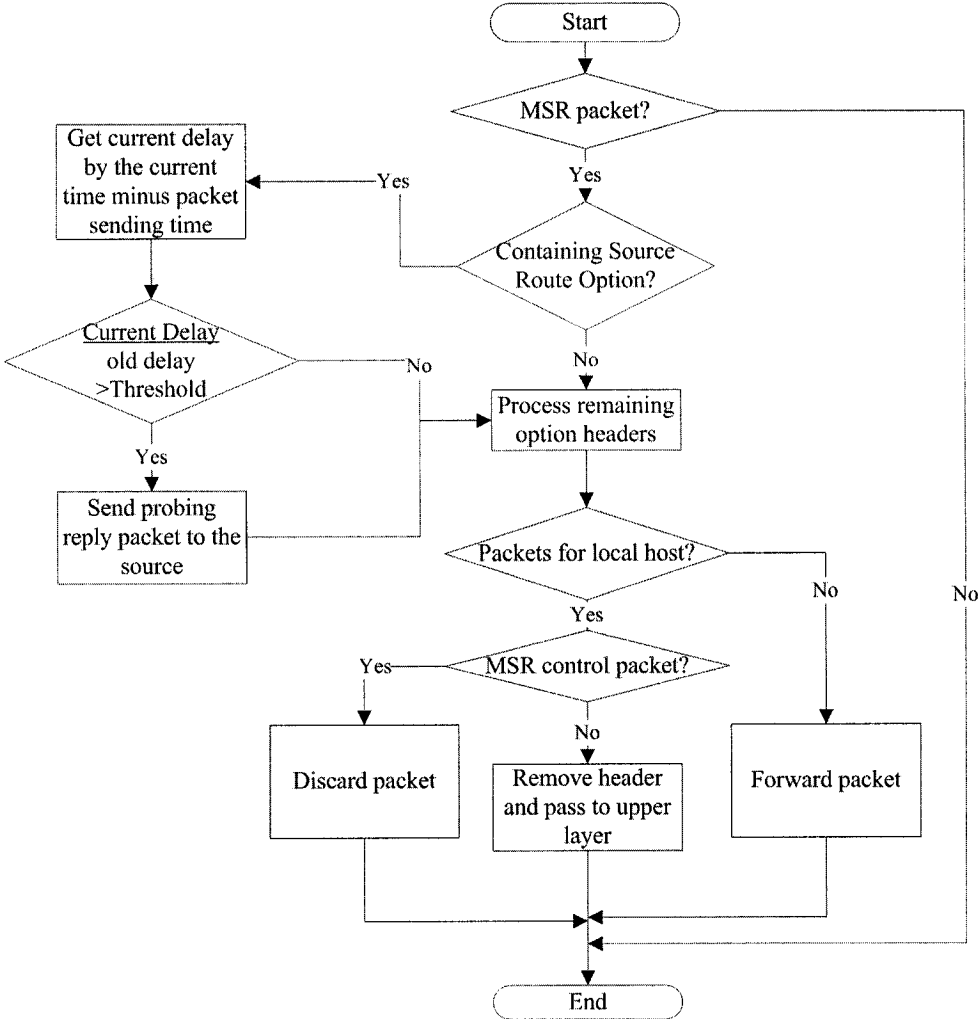 Start
MSR packet?
Yes
Containing Source
Route Option?
Yes
Get current delay
by the current
time minus packet
sending time
Current Delay
old delay
>Threshold
No
Yes
Send probing
reply packet to the
source
No
Process remaining
option headers
Packets for local host?
No
No
Yes
MSR control packet?
Yes
No
Discard packet
Remove header
and pass to upper
layer
Forward packet
End